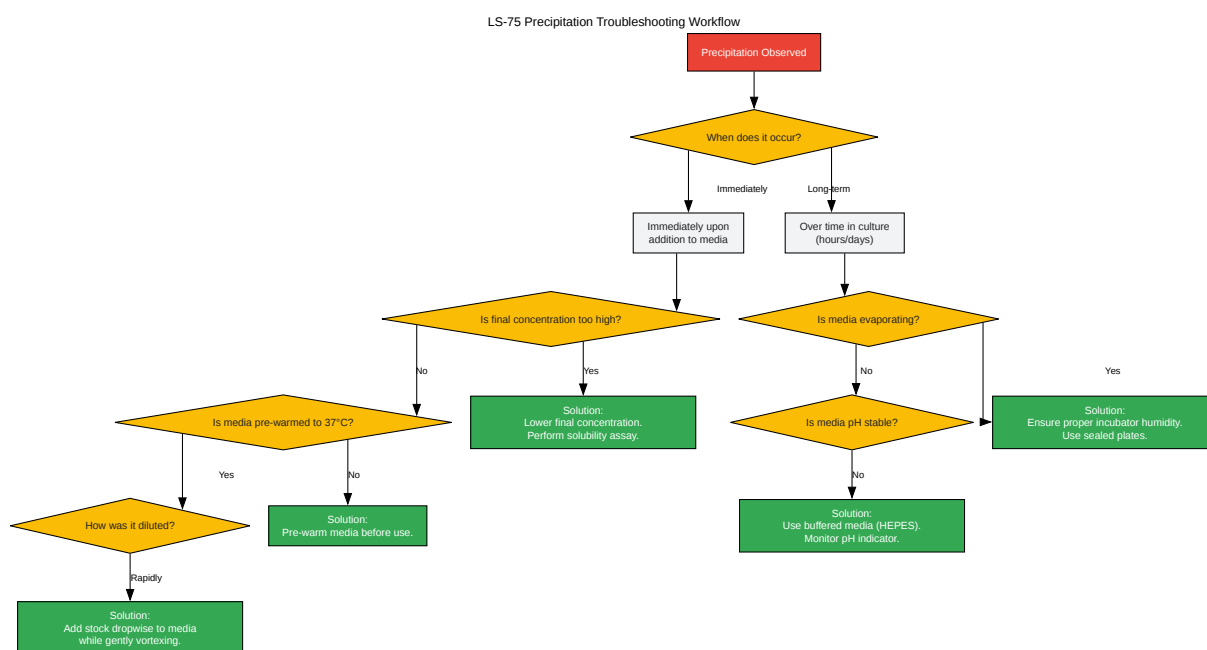 LS-75 Precipitation Troubleshooting Workflow
Precipitation Observed
When does it occur?
Immediately
Long-term
Immediately upon
addition to media
Over time in culture
(hours/days)
Is final concentration too high?
Is media evaporating?
No
Yes
No
Yes
Is media pre-warmed to 37°C?
Solution:
Lower final concentration.
Perform solubility assay.
Is media pH stable?
Solution:
Ensure proper incubator humidity.
Use sealed plates.
Yes
No
No
How was it diluted?
Solution:
Pre-warm media before use.
Solution:
Use buffered media (HEPES).
Monitor pH indicator.
Rapidly
Solution:
Add stock dropwise to media
while gently vortexing.